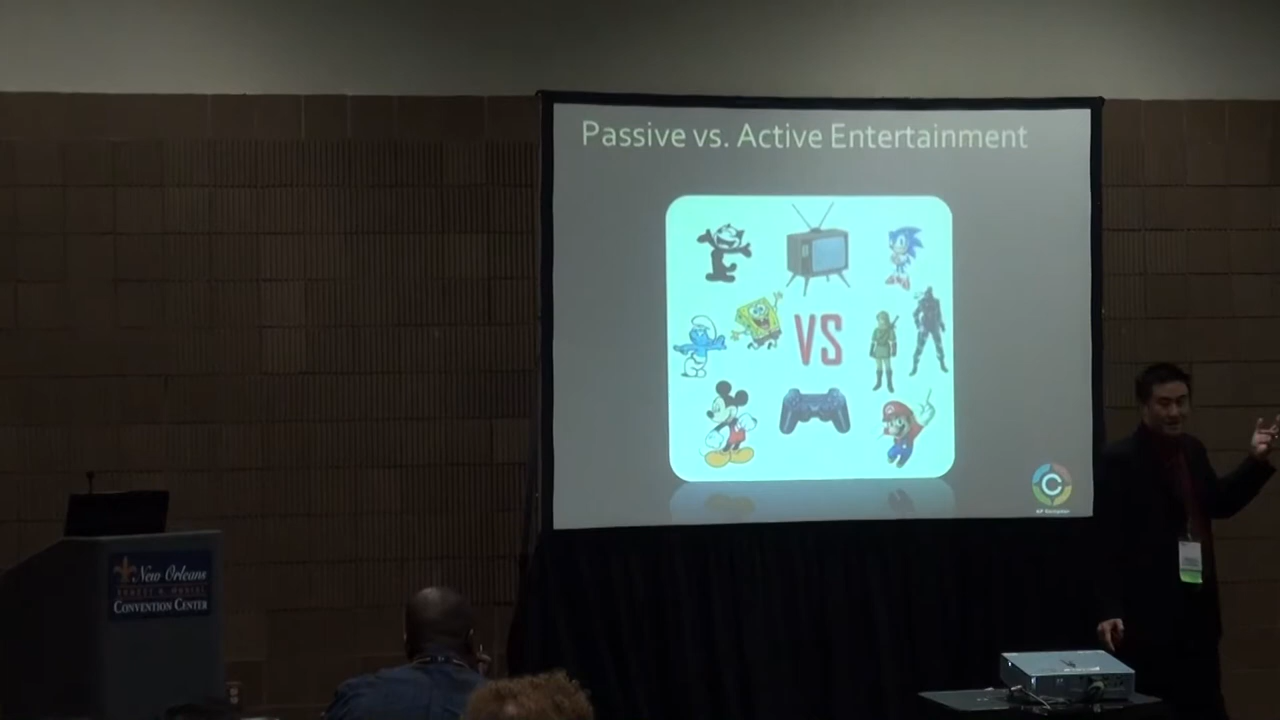 Passive vs. Active Entertainment
VS
C
New Orleans
CONVENTION CENTER